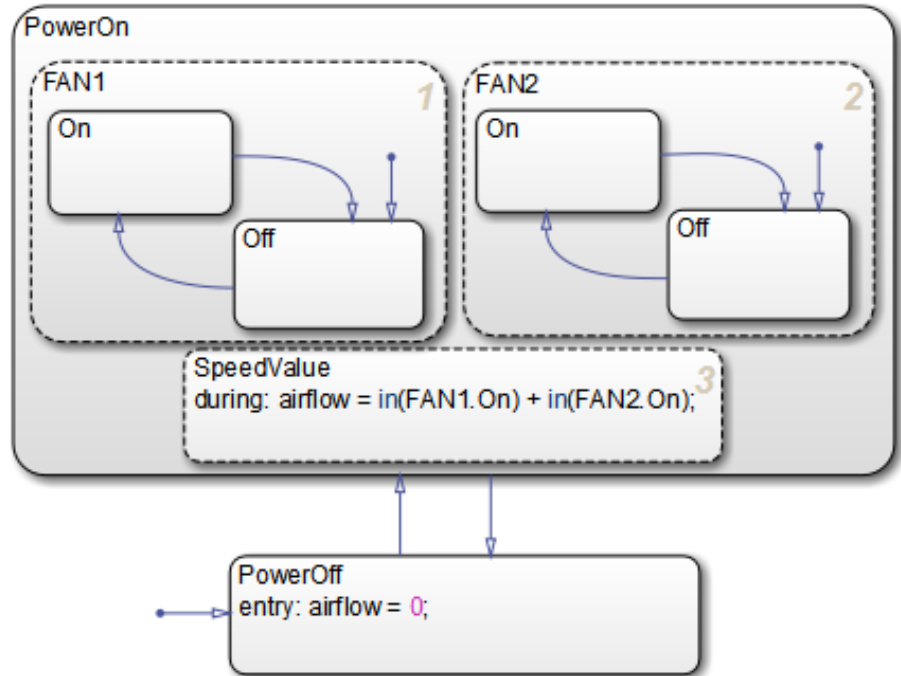 PowerOn
FAN1
1
On
Off
FAN2
2
On
Off
SpeedValue
3
during: airflow = in(FAN1.On) + in(FAN2.On);
PowerOff
entry: airflow = 0;